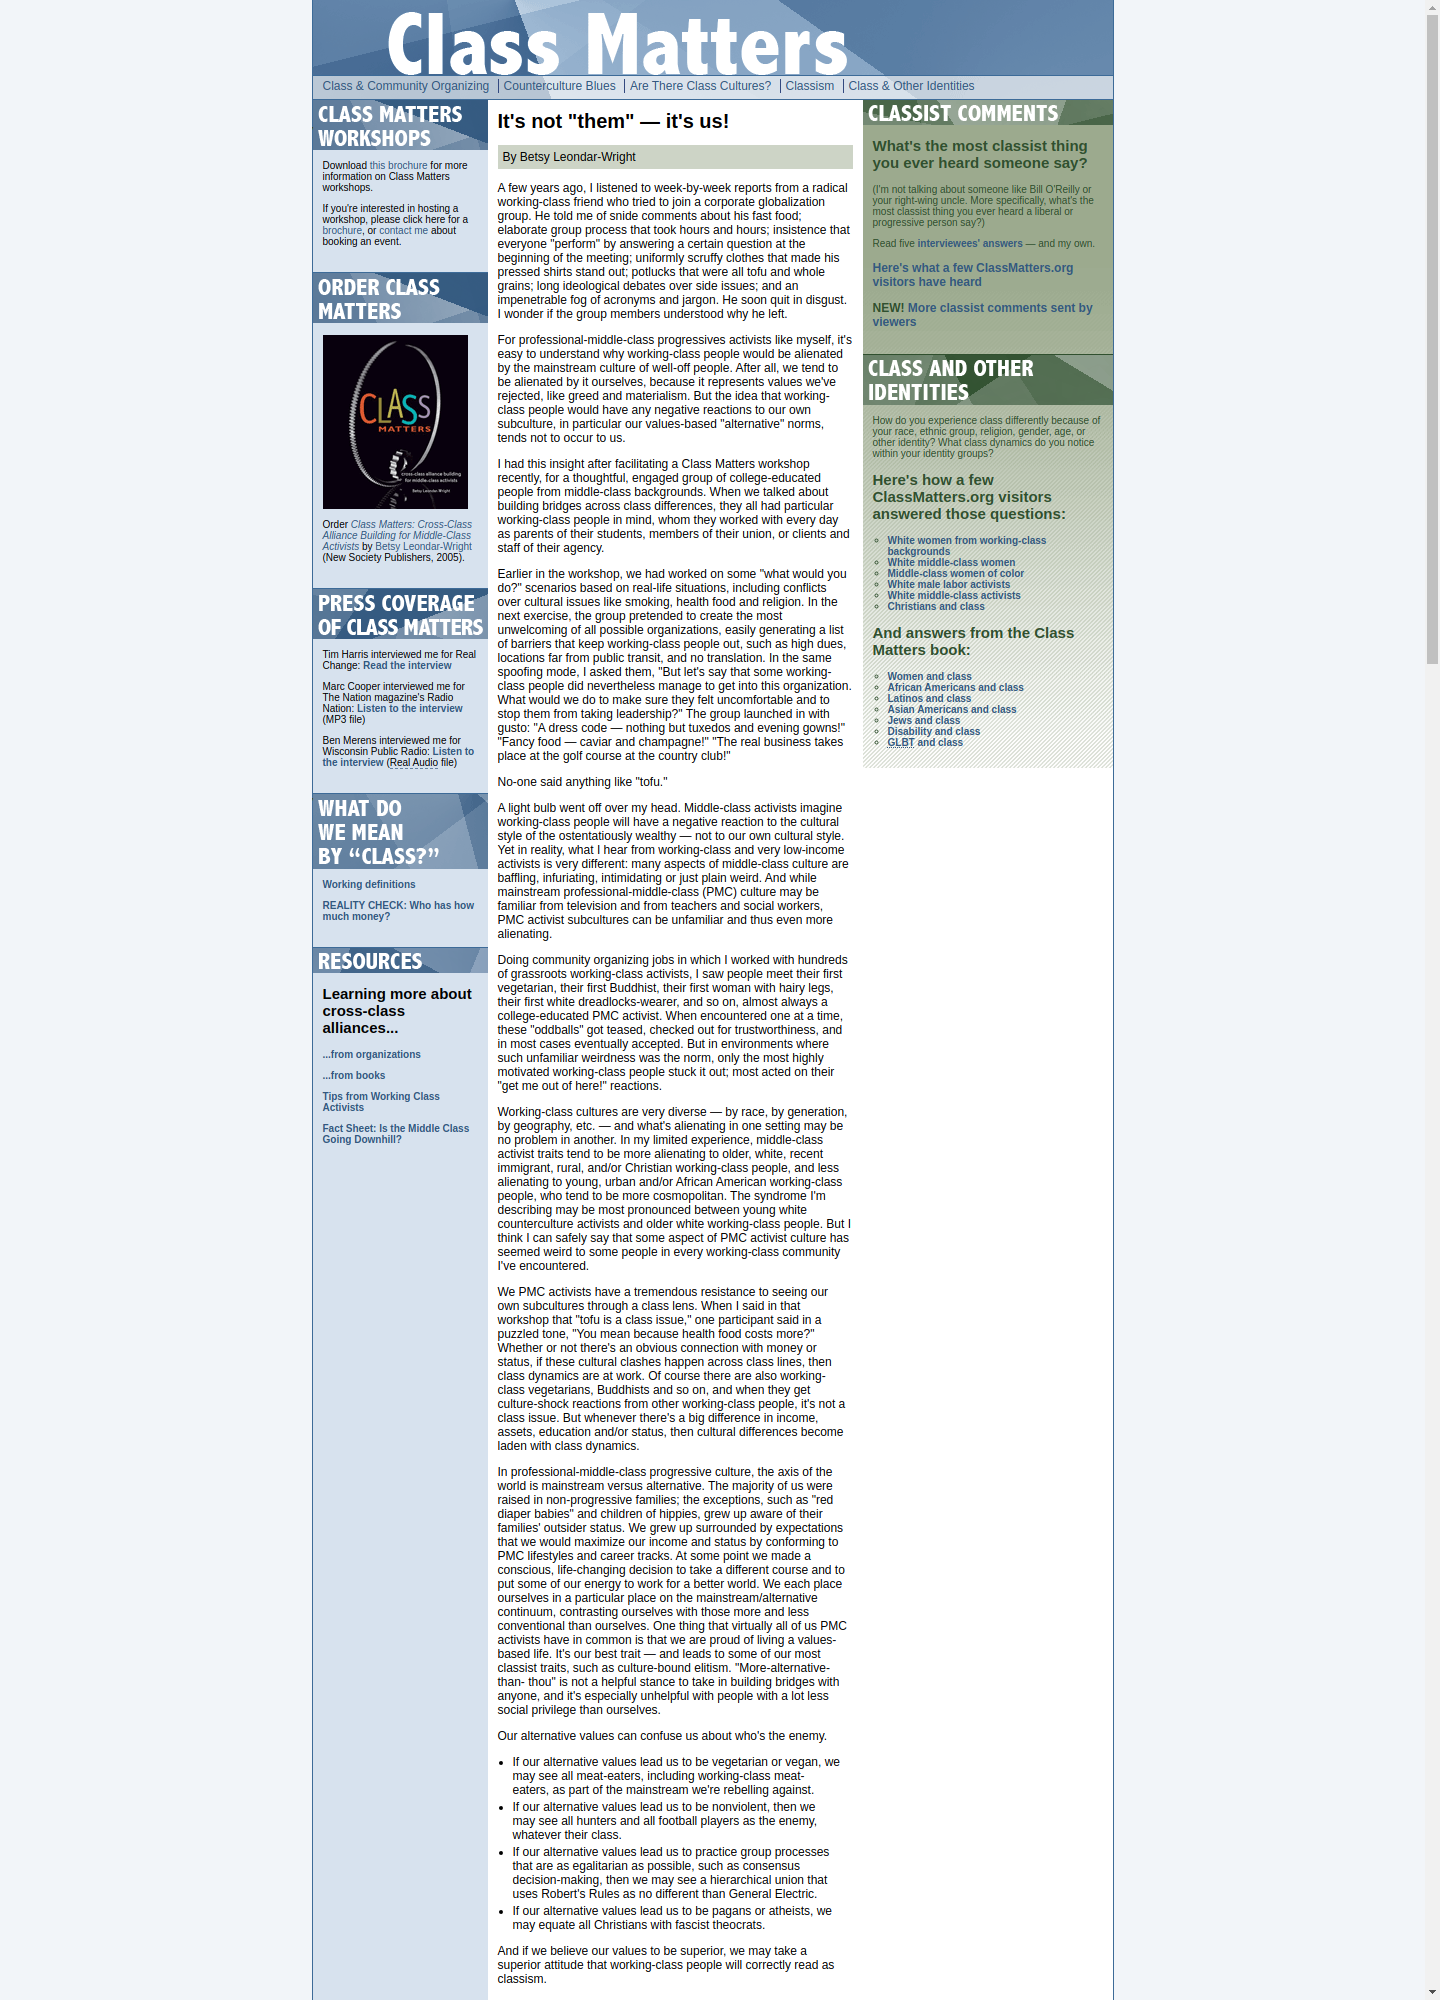 Class Matters
Class & Community Organizing
Counterculture Blues
Are There Class Cultures?
Classism
Class & Other Identities
CLASS MATTERS
WORKSHOPS
Download this brochure for more
information on Class Matters
workshops.
If you're interested in hosting a
workshop, please click here for a
brochure, or contact me about
booking an event.
ORDER CLASS
MATTERS
CLASS
MATTERS
cross-class alliance building
for middle-class activists
Betsy Leondar-Wright
Order Class Matters: Cross-Class
Alliance Building for Middle-Class
Activists by Betsy Leondar-Wright
(New Society Publishers, 2005).
PRESS COVERAGE
OF CLASS MATTERS
Tim Harris interviewed me for Real
Change: Read the interview
Marc Cooper interviewed me for
The Nation magazine's Radio
Nation: Listen to the interview
(MP3 file)
Ben Merens interviewed me for
Wisconsin Public Radio: Listen to
the interview (Real Audio file)
WHAT DO
WE MEAN
BY “CLASS?”
Working definitions
REALITY CHECK: Who has how
much money?
RESOURCES
Learning more about
cross-class
alliances...
...from organizations
...from books
Tips from Working Class
Activists
Fact Sheet: Is the Middle Class
Going Downhill?
It's not "them" — it's us!
By Betsy Leondar-Wright
A few years ago, I listened to week-by-week reports from a radical
working-class friend who tried to join a corporate globalization
group. He told me of snide comments about his fast food;
elaborate group process that took hours and hours; insistence that
everyone "perform" by answering a certain question at the
beginning of the meeting; uniformly scruffy clothes that made his
pressed shirts stand out; potlucks that were all tofu and whole
grains; long ideological debates over side issues; and an
impenetrable fog of acronyms and jargon. He soon quit in disgust.
I wonder if the group members understood why he left.
For professional-middle-class progressives activists like myself, it's
easy to understand why working-class people would be alienated
by the mainstream culture of well-off people. After all, we tend to
be alienated by it ourselves, because it represents values we've
rejected, like greed and materialism. But the idea that working-
class people would have any negative reactions to our own
subculture, in particular our values-based "alternative" norms,
tends not to occur to us.
I had this insight after facilitating a Class Matters workshop
recently, for a thoughtful, engaged group of college-educated
people from middle-class backgrounds. When we talked about
building bridges across class differences, they all had particular
working-class people in mind, whom they worked with every day
as parents of their students, members of their union, or clients and
staff of their agency.
Earlier in the workshop, we had worked on some "what would you
do?" scenarios based on real-life situations, including conflicts
over cultural issues like smoking, health food and religion. In the
next exercise, the group pretended to create the most
unwelcoming of all possible organizations, easily generating a list
of barriers that keep working-class people out, such as high dues,
locations far from public transit, and no translation. In the same
spoofing mode, I asked them, "But let's say that some working-
class people did nevertheless manage to get into this organization.
What would we do to make sure they felt uncomfortable and to
stop them from taking leadership?" The group launched in with
gusto: "A dress code — nothing but tuxedos and evening gowns!"
"Fancy food — caviar and champagne!" "The real business takes
place at the golf course at the country club!"
No-one said anything like "tofu."
A light bulb went off over my head. Middle-class activists imagine
working-class people will have a negative reaction to the cultural
style of the ostentatiously wealthy — not to our own cultural style.
Yet in reality, what I hear from working-class and very low-income
activists is very different: many aspects of middle-class culture are
baffling, infuriating, intimidating or just plain weird. And while
mainstream professional-middle-class (PMC) culture may be
familiar from television and from teachers and social workers,
PMC activist subcultures can be unfamiliar and thus even more
alienating.
Doing community organizing jobs in which I worked with hundreds
of grassroots working-class activists, I saw people meet their first
vegetarian, their first Buddhist, their first woman with hairy legs,
their first white dreadlocks-wearer, and so on, almost always a
college-educated PMC activist. When encountered one at a time,
these "oddballs" got teased, checked out for trustworthiness, and
in most cases eventually accepted. But in environments where
such unfamiliar weirdness was the norm, only the most highly
motivated working-class people stuck it out; most acted on their
"get me out of here!" reactions.
Working-class cultures are very diverse — by race, by generation,
by geography, etc. — and what's alienating in one setting may be
no problem in another. In my limited experience, middle-class
activist traits tend to be more alienating to older, white, recent
immigrant, rural, and/or Christian working-class people, and less
alienating to young, urban and/or African American working-class
people, who tend to be more cosmopolitan. The syndrome I'm
describing may be most pronounced between young white
counterculture activists and older white working-class people. But I
think I can safely say that some aspect of PMC activist culture has
seemed weird to some people in every working-class community
I've encountered.
We PMC activists have a tremendous resistance to seeing our
own subcultures through a class lens. When I said in that
workshop that "tofu is a class issue," one participant said in a
puzzled tone, "You mean because health food costs more?"
Whether or not there's an obvious connection with money or
status, if these cultural clashes happen across class lines, then
class dynamics are at work. Of course there are also working-
class vegetarians, Buddhists and so on, and when they get
culture-shock reactions from other working-class people, it's not a
class issue. But whenever there's a big difference in income,
assets, education and/or status, then cultural differences become
laden with class dynamics.
In professional-middle-class progressive culture, the axis of the
world is mainstream versus alternative. The majority of us were
raised in non-progressive families; the exceptions, such as "red
diaper babies" and children of hippies, grew up aware of their
families' outsider status. We grew up surrounded by expectations
that we would maximize our income and status by conforming to
PMC lifestyles and career tracks. At some point we made a
conscious, life-changing decision to take a different course and to
put some of our energy to work for a better world. We each place
ourselves in a particular place on the mainstream/alternative
continuum, contrasting ourselves with those more and less
conventional than ourselves. One thing that virtually all of us PMC
activists have in common is that we are proud of living a values-
based life. It's our best trait — and leads to some of our most
classist traits, such as culture-bound elitism. "More-alternative-
than- thou" is not a helpful stance to take in building bridges with
anyone, and it's especially unhelpful with people with a lot less
social privilege than ourselves.
Our alternative values can confuse us about who's the enemy.
• If our alternative values lead us to be vegetarian or vegan, we
may see all meat-eaters, including working-class meat-
eaters, as part of the mainstream we're rebelling against.
• If our alternative values lead us to be nonviolent, then we
may see all hunters and all football players as the enemy,
whatever their class.
• If our alternative values lead us to practice group processes
that are as egalitarian as possible, such as consensus
decision-making, then we may see a hierarchical union that
uses Robert's Rules as no different than General Electric.
• If our alternative values lead us to be pagans or atheists, we
may equate all Christians with fascist theocrats.
And if we believe our values to be superior, we may take a
superior attitude that working-class people will correctly read as
classism.
CLASSIST COMMENTS
What's the most classist thing
you ever heard someone say?
(I'm not talking about someone like Bill O'Reilly or
your right-wing uncle. More specifically, what's the
most classist thing you ever heard a liberal or
progressive person say?)
Read five interviewees' answers — and my own.
Here's what a few ClassMatters.org
visitors have heard
NEW! More classist comments sent by
viewers
CLASS AND OTHER
IDENTITIES
How do you experience class differently because of
your race, ethnic group, religion, gender, age, or
other identity? What class dynamics do you notice
within your identity groups?
Here's how a few
ClassMatters.org visitors
answered those questions:
White women from working-class
backgrounds
White middle-class women
Middle-class women of color
White male labor activists
White middle-class activists
Christians and class
And answers from the Class
Matters book:
Women and class
African Americans and class
Latinos and class
Asian Americans and class
Jews and class
Disability and class
GLBT and class